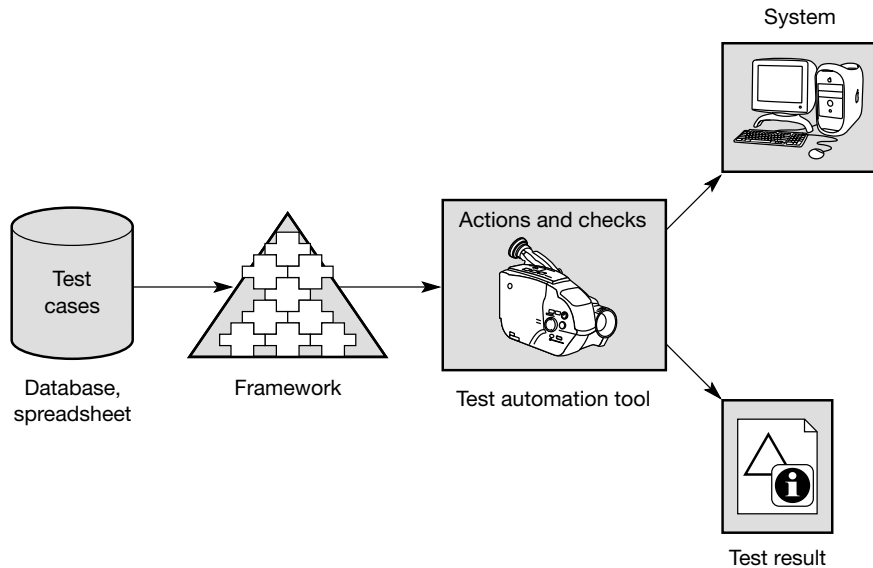 System
Actions and checks
Test
cases
Database,
spreadsheet
Framework
Test automation tool
Test result